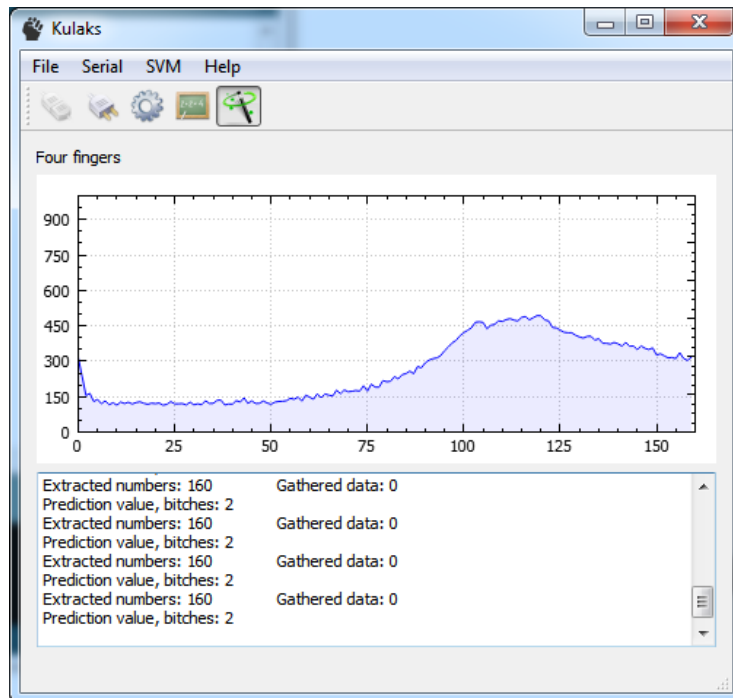 Kulaks
File Serial SVM Help
Four fingers
900
750
600
450
300
150
0
0 25 50 75 100 125 150
Extracted numbers: 160 Gathered data: 0
Prediction value, bitches: 2
Extracted numbers: 160 Gathered data: 0
Prediction value, bitches: 2
Extracted numbers: 160 Gathered data: 0
Prediction value, bitches: 2
Extracted numbers: 160 Gathered data: 0
Prediction value, bitches: 2